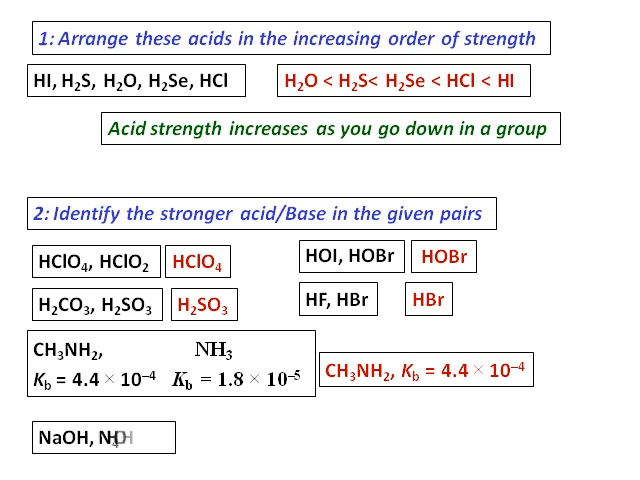 1: Arrange these acids in the increasing order of strength
HI, H₂S, H₂O, H₂Se, HCl
H₂O < H₂S< H₂Se < HCl < HI
Acid strength increases as you go down in a group
2: Identify the stronger acid/Base in the given pairs
HClO₄, HClO₂
HClO₄
HOI, HOBr
HOBr
H₂CO₃, H₂SO₃
H₂SO₃
HF, HBr
HBr
CH₃NH₂, NH₃
K_b = 4.4 × 10⁻⁴ K_b = 1.8 × 10⁻⁵
CH₃NH₂, K_b = 4.4 × 10⁻⁴
NaOH,